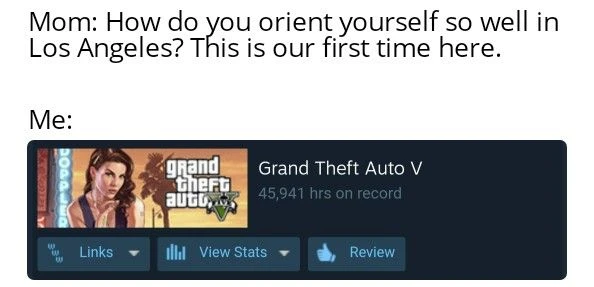 Mom: How do you orient yourself so well in
Los Angeles? This is our first time here.
Me:
DOPPLE
grand
theft
auto
V
Grand Theft Auto V
45,941 hrs on record
Links
View Stats
Review